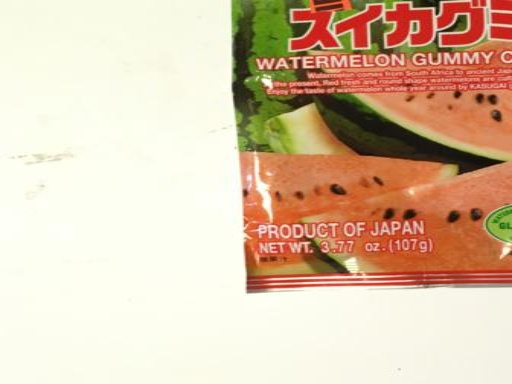 スイカグミ
WATERMELON GUMMY C
Watermelon comes from South Africa to ancient Jap
the present, Red fresh and round shape watermelons are
Enjoy the taste of watermelon whole year around by KASUGAI
PRODUCT OF JAPAN
NET WT. 3.77 oz. (107g)
GL